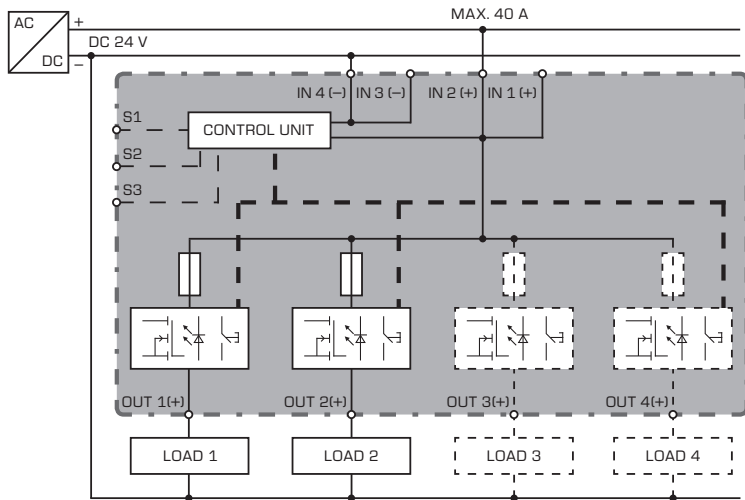 AC
+
MAX. 40 A
DC 24 V
DC
−
IN 4 (−) IN 3 (−) IN 2 (+) IN 1 (+)
S1
CONTROL UNIT
S2
S3
OUT 1(+) OUT 2(+) OUT 3(+) OUT 4(+)
LOAD 1 LOAD 2 LOAD 3 LOAD 4